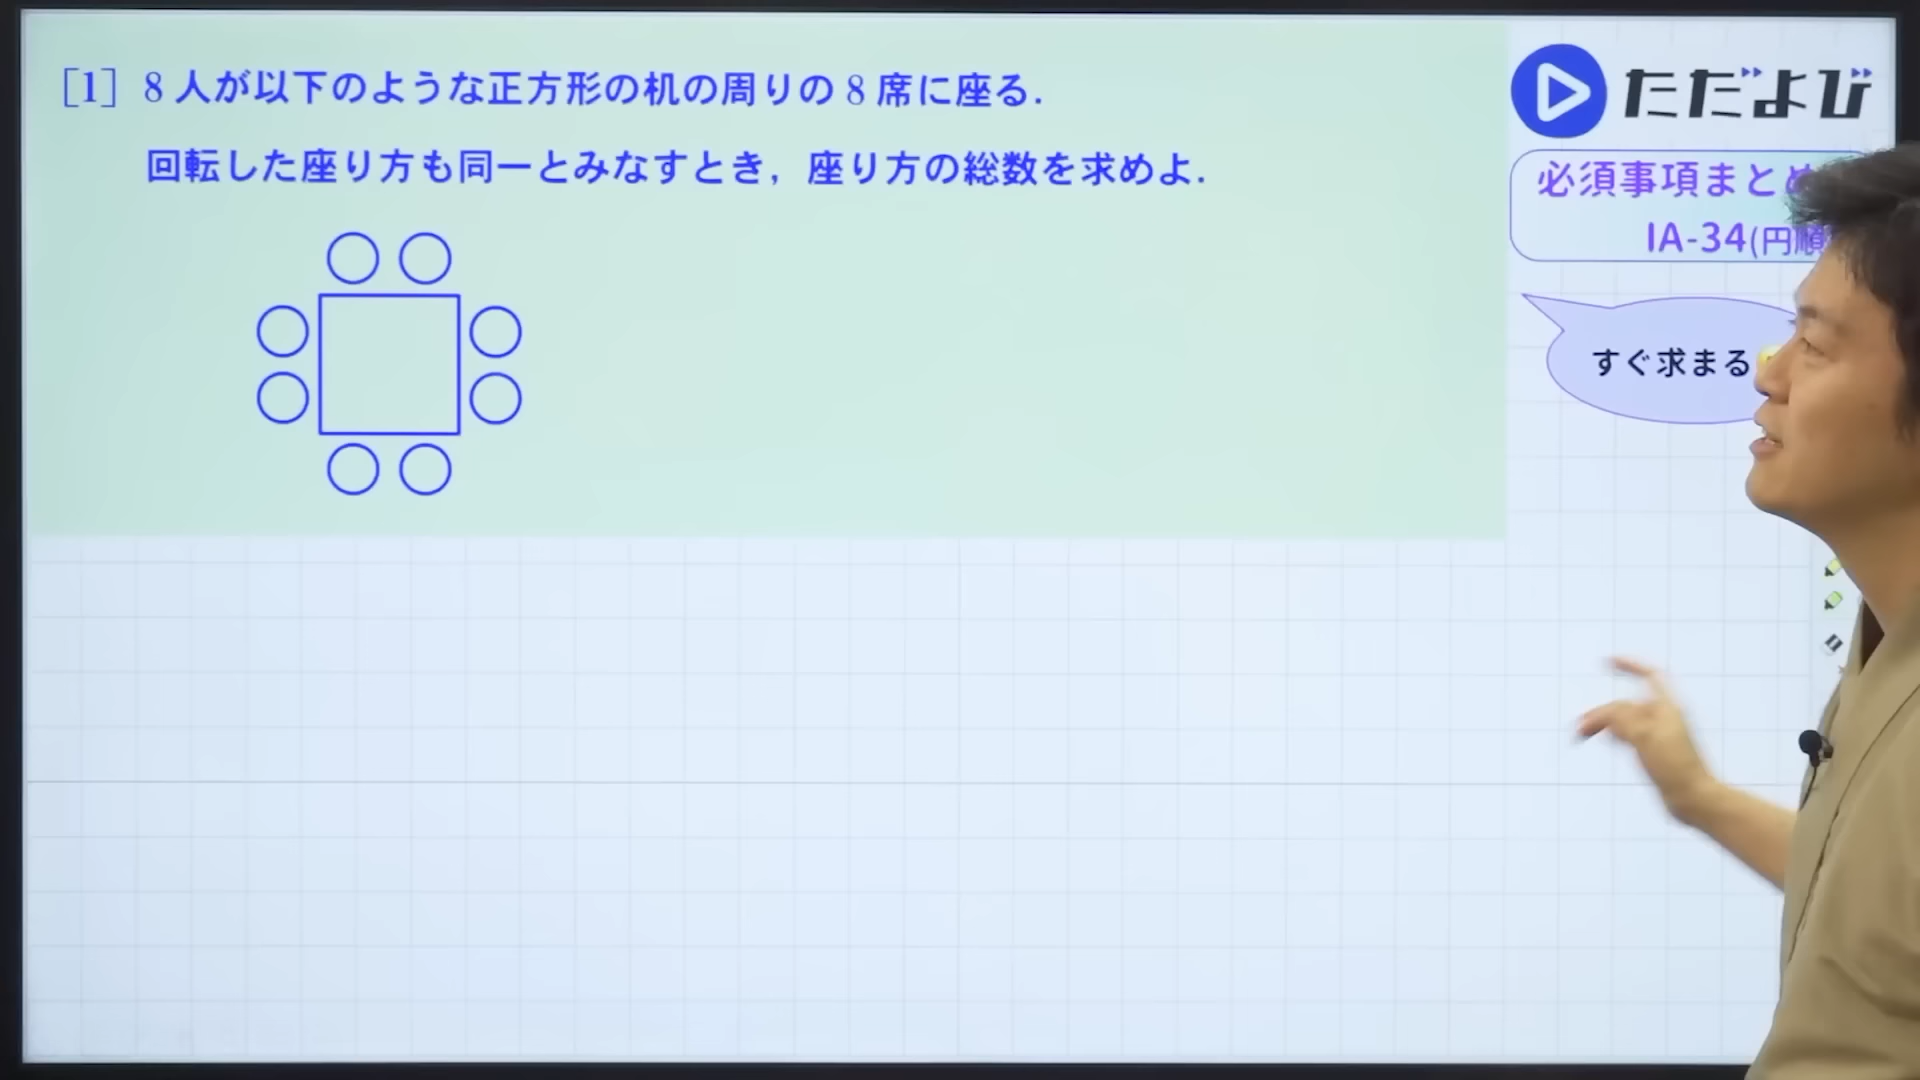 [1] 8人が以下のような正方形の机の周りの8席に座る.
回転した座り方も同一とみなすとき, 座り方の総数を求めよ.
ただよび
必須事項まとめ
IA-34(円順
すぐ求まる